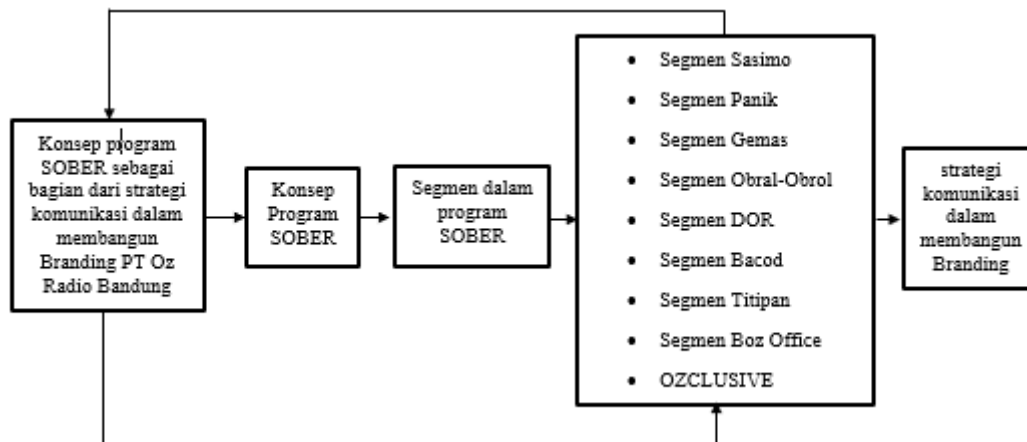 Konsep program
SOBER sebagai
bagian dari strategi
komunikasi dalam
membangun
Branding PT Oz
Radio Bandung
Konsep
Program
SOBER
Segmen dalam
program
SOBER
Segmen Sasimo
Segmen Panik
Segmen Gemas
Segmen Obral-Obrol
Segmen DOR
Segmen Bacod
Segmen Titipan
Segmen Boz Office
OZCLUSIVE
strategi
komunikasi
dalam
membangun
Branding